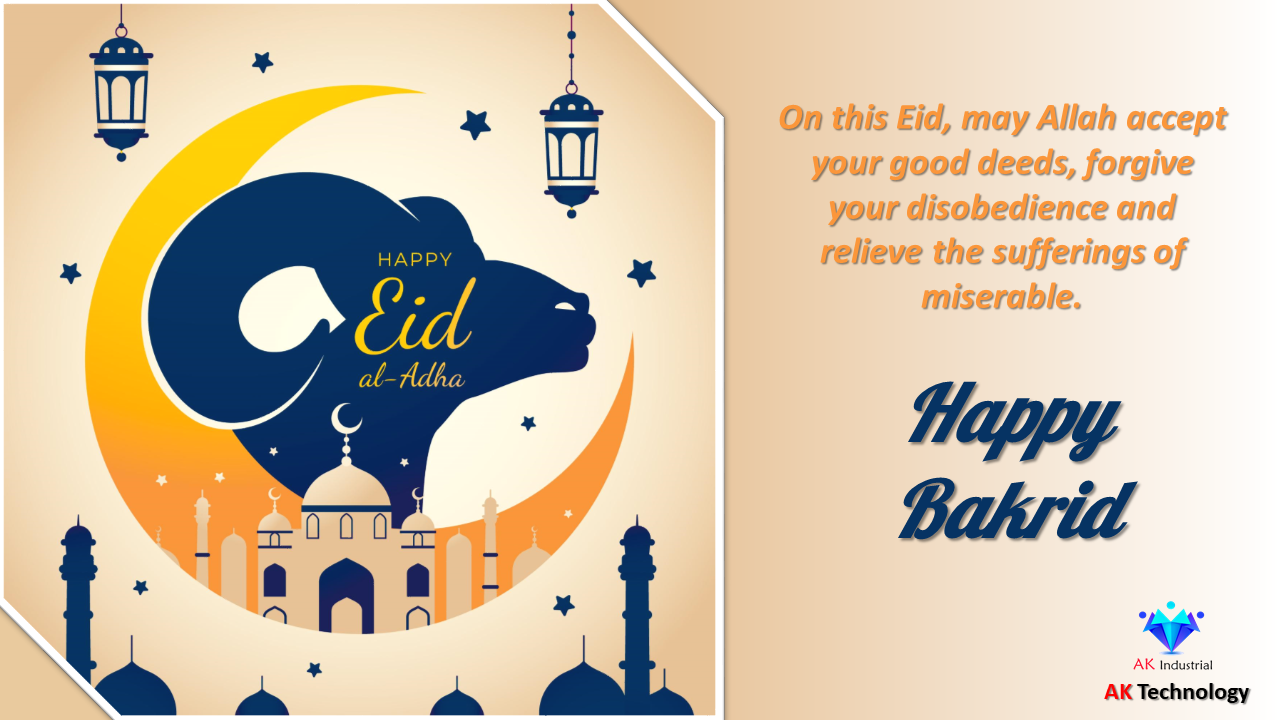 HAPPY
Eid
al-Adha
On this Eid, may Allah accept
your good deeds, forgive
your disobedience and
relieve the sufferings of
miserable.
Happy
Bakrid
AK Industrial
AK Technology